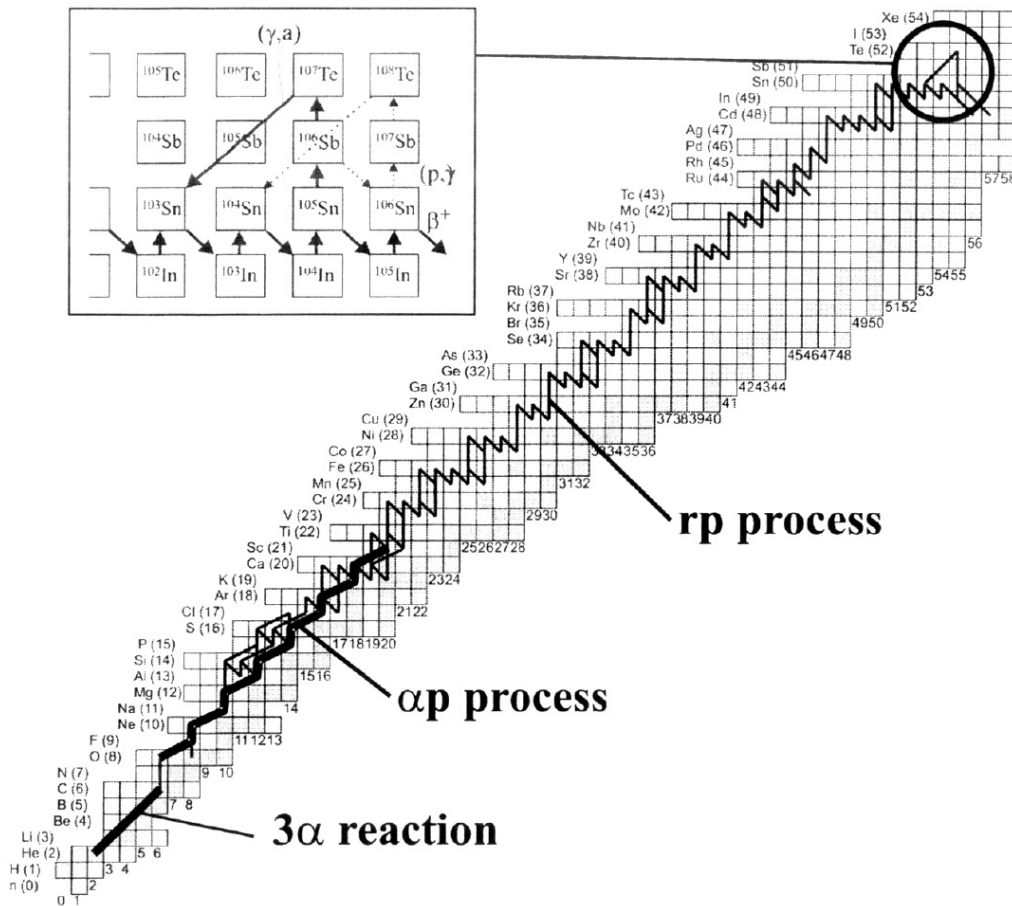 (γ,a)
105Te 106Te 107Te 108Te
104Sb 105Sb 106Sb 107Sb
(p,γ
103Sn 104Sn 105Sn 106Sn
β+
102In 103In 104In 105In
Xe (54)
I (53)
Te (52)
Sb (51)
Sn (50)
In (49)
Cd (48)
Ag (47)
Pd (46)
Rh (45)
Ru (44)
5758
Tc (43)
Mo (42)
Nb (41)
Zr (40)
56
Y (39)
Sr (38)
5455
Rb (37)
53
Kr (36)
5152
Br (35)
4950
Se (34)
45464748
As (33)
Ge (32)
424344
Ga (31)
41
Zn (30)
37383940
Cu (29)
Ni (28)
33343536
Co (27)
Fe (26)
3132
Mn (25)
Cr (24)
2930
rp process
V (23)
Ti (22)
25262728
Sc (21)
Ca (20)
2324
K (19)
Ar (18)
2122
Cl (17)
S (16)
17181920
P (15)
Si (14)
1516
Al (13)
Mg (12)
14
αp process
Na (11)
Ne (10)
111213
F (9)
O (8)
9 10
N (7)
C (6)
7 8
B (5)
Be (4)
3α reaction
Li (3)
He (2)
5 6
H (1)
3 4
n (0)
2
0 1